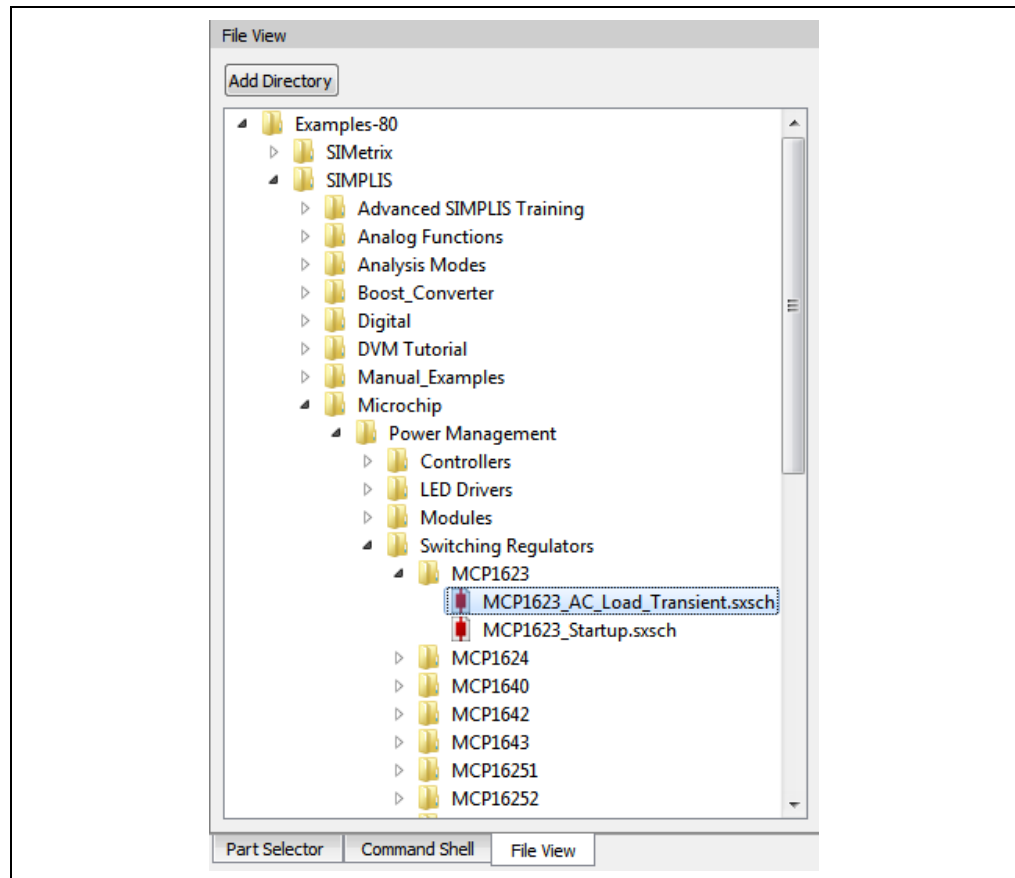 File View
Add Directory
Examples-80
SIMetrix
SIMPLIS
Advanced SIMPLIS Training
Analog Functions
Analysis Modes
Boost_Converter
Digital
DVM Tutorial
Manual_Examples
Microchip
Power Management
Controllers
LED Drivers
Modules
Switching Regulators
MCP1623
MCP1623_AC_Load_Transient.sxsch
MCP1623_Startup.sxsch
MCP1624
MCP1640
MCP1642
MCP1643
MCP16251
MCP16252
Part Selector Command Shell File View